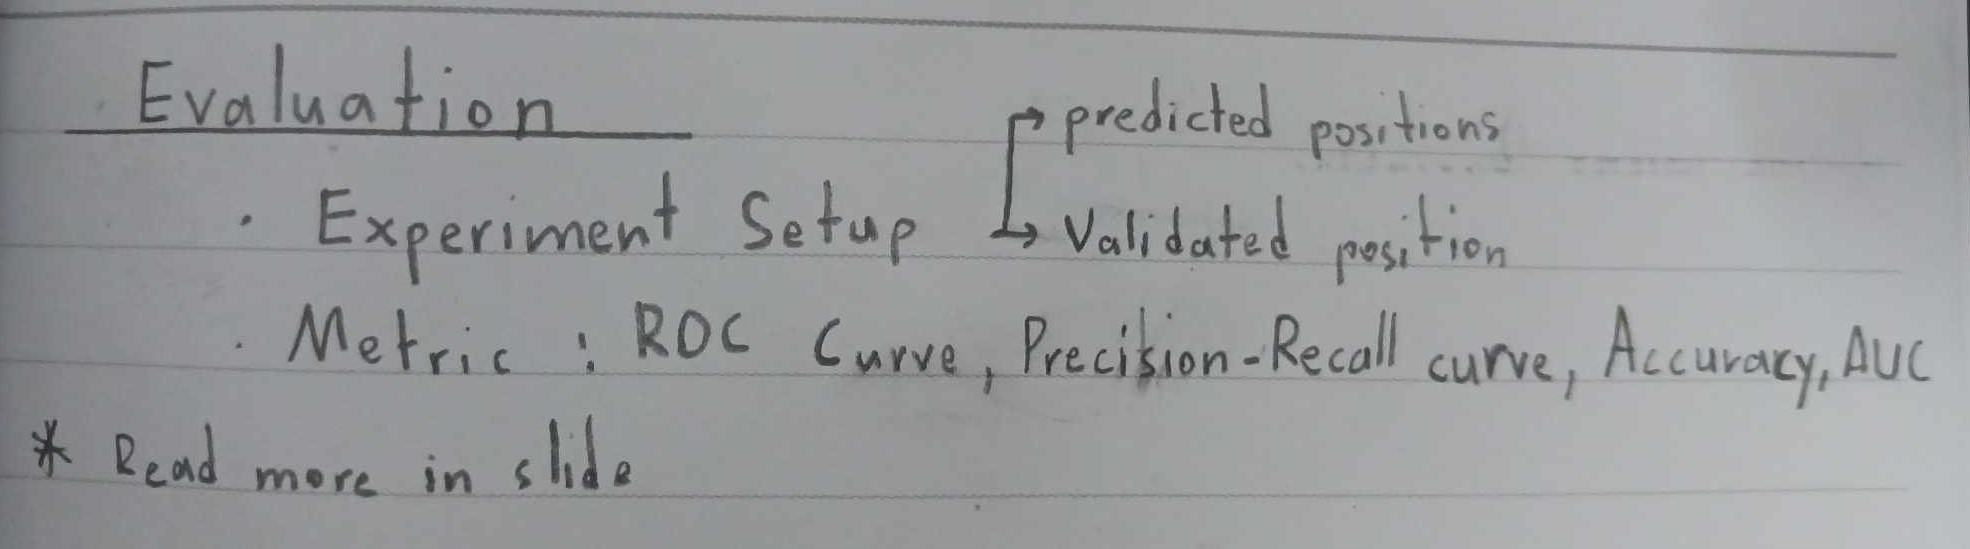 Evaluation
→ predicted positions
· Experiment Setup ↳ Validated position
· Metric : ROC Curve, Precision-Recall curve, Accuracy, AUC
* Read more in slide